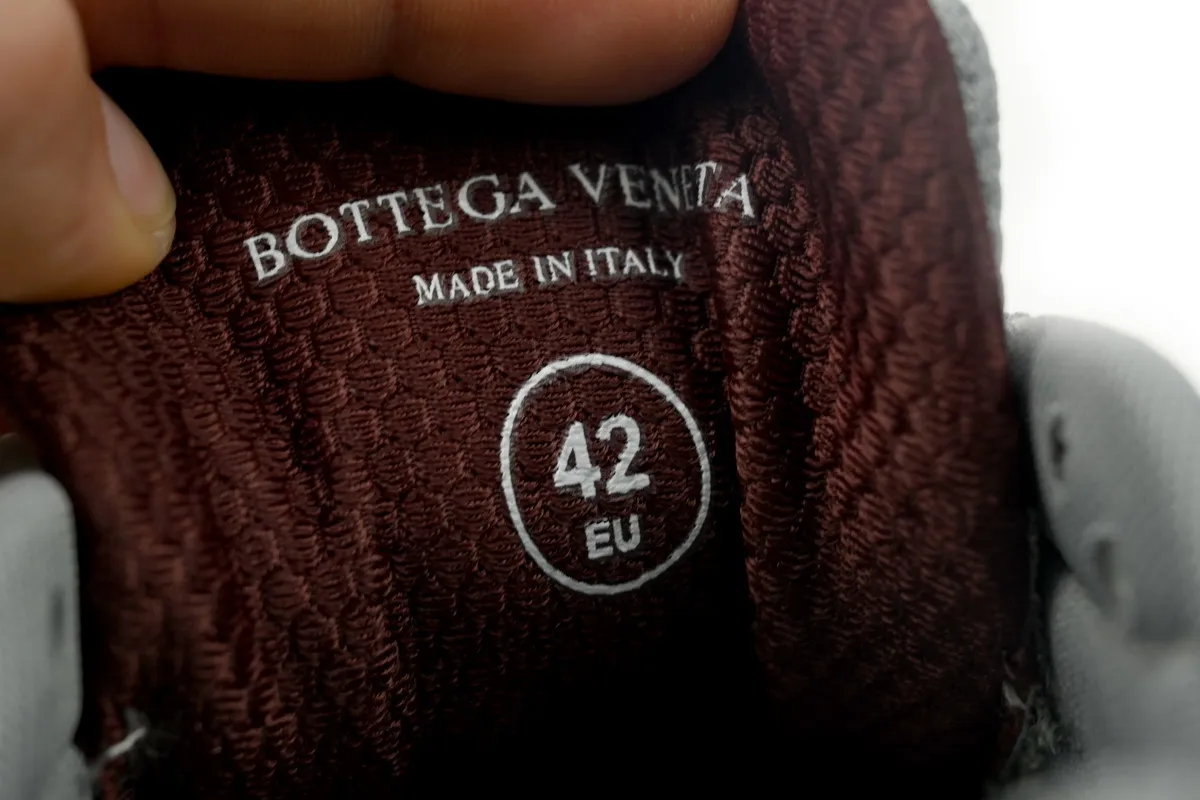 BOTTEGA VENETA
MADE IN ITALY
42
EU